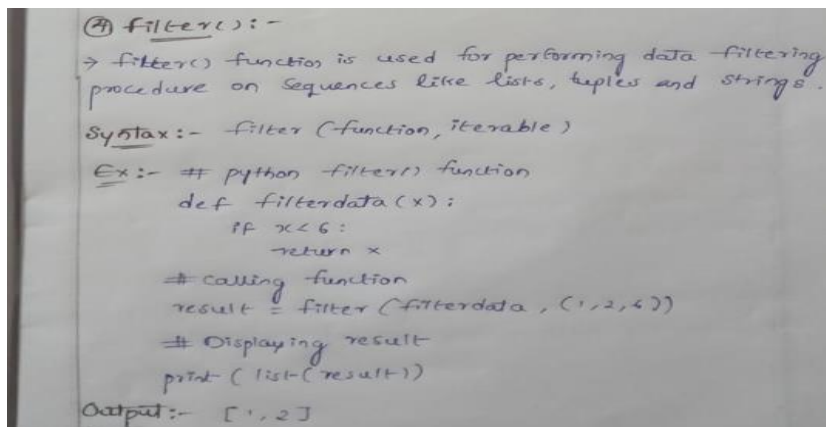 ④ filter():-
→ filter() function is used for performing data filtering
procedure on sequences like lists, tuples and strings.
Syntax:- filter (function, iterable)
Ex:- # python filter() function
def filterdata(x):
if x<6:
return x
# calling function
result = filter (filterdata, (1,2,6))
# Displaying result
print (list(result))
Output:- [1,2]